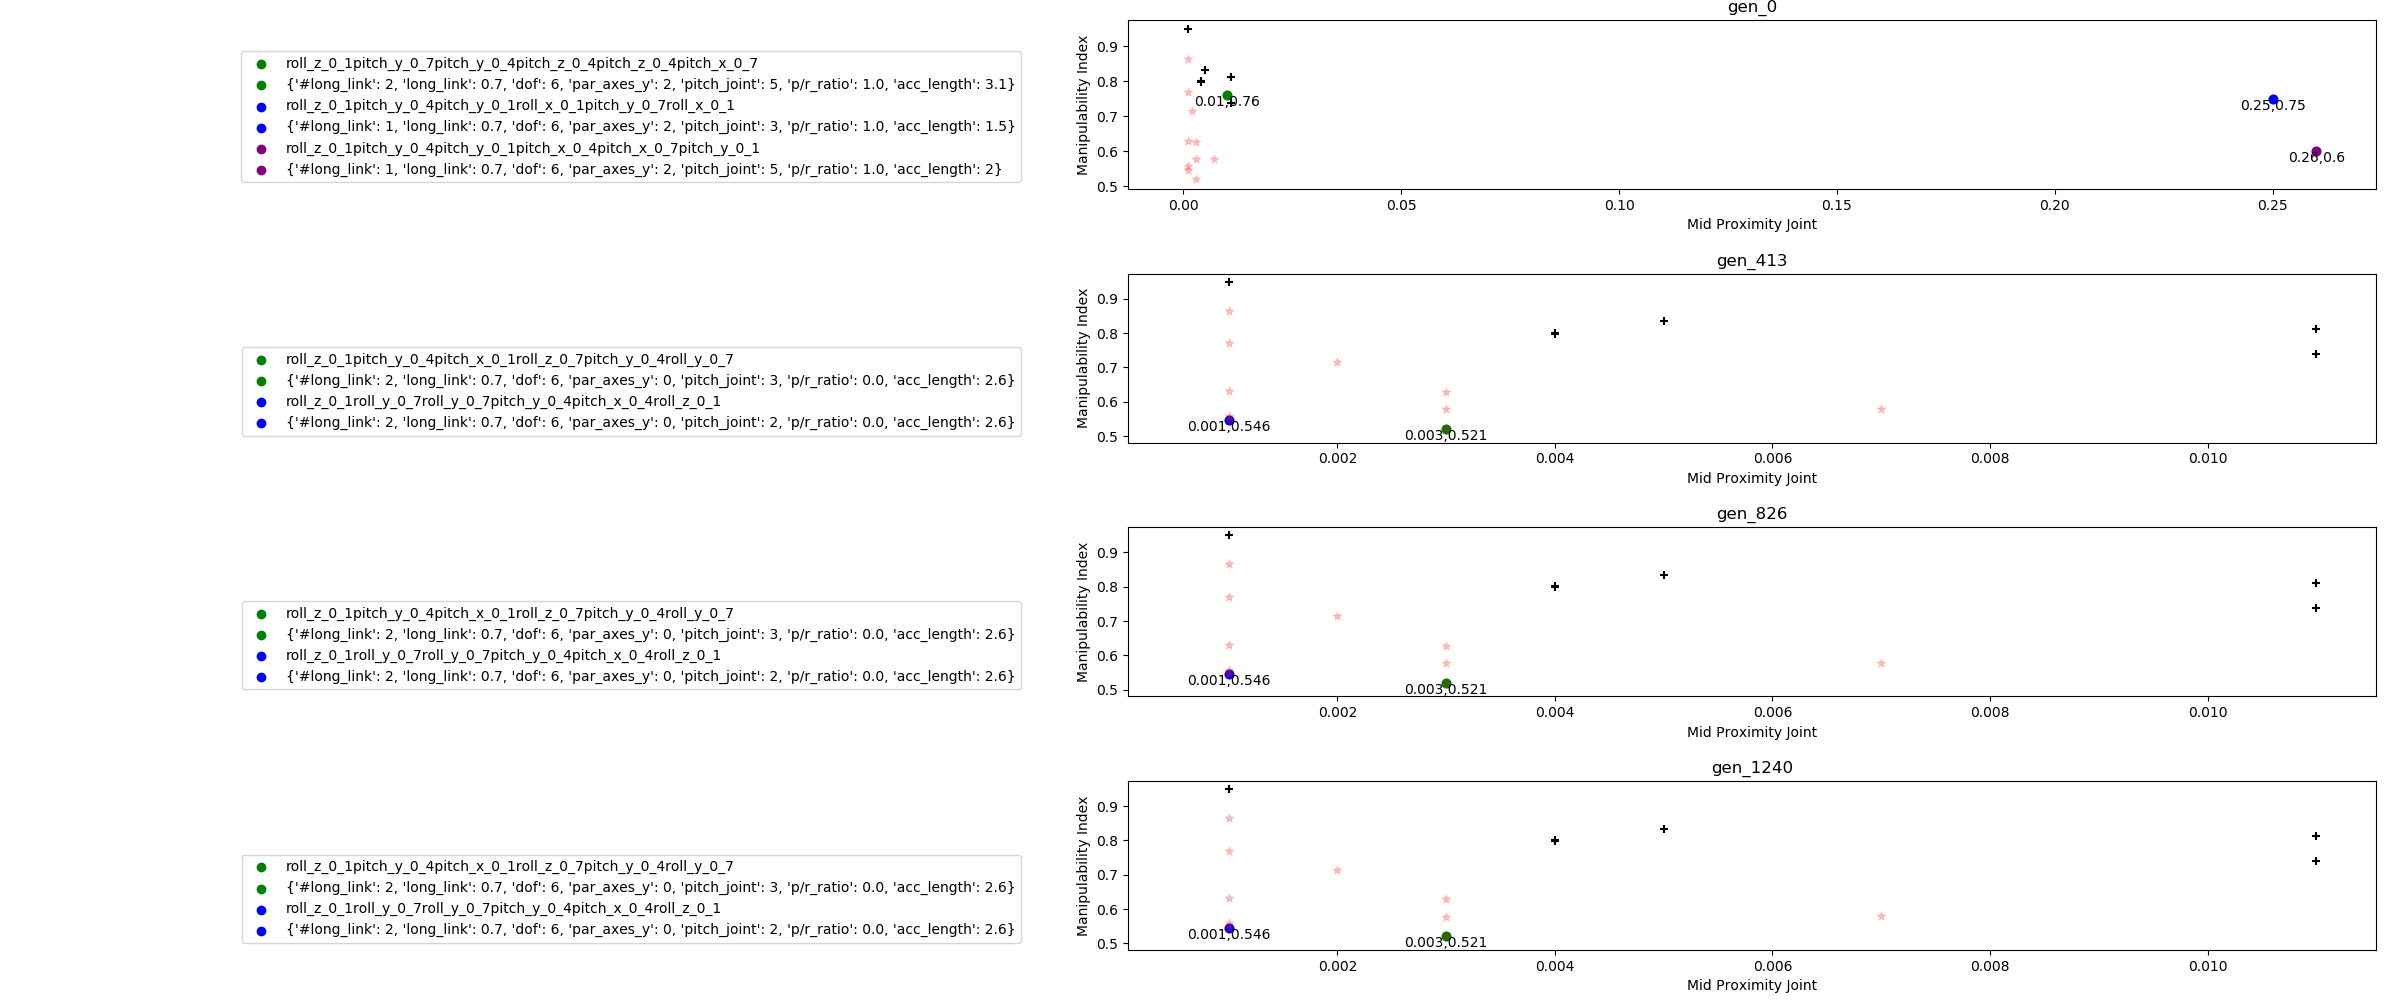 gen_0
roll_z_0_1pitch_y_0_7pitch_y_0_4pitch_z_0_4pitch_z_0_4pitch_x_0_7
{'#long_link': 2, 'long_link': 0.7, 'dof': 6, 'par_axes_y': 2, 'pitch_joint': 5, 'p/r_ratio': 1.0, 'acc_length': 3.1}
roll_z_0_1pitch_y_0_4pitch_y_0_1roll_x_0_1pitch_y_0_7roll_x_0_1
{'#long_link': 1, 'long_link': 0.7, 'dof': 6, 'par_axes_y': 2, 'pitch_joint': 3, 'p/r_ratio': 1.0, 'acc_length': 1.5}
roll_z_0_1pitch_y_0_4pitch_y_0_1pitch_x_0_4pitch_x_0_7pitch_y_0_1
{'#long_link': 1, 'long_link': 0.7, 'dof': 6, 'par_axes_y': 2, 'pitch_joint': 5, 'p/r_ratio': 1.0, 'acc_length': 2}
Manipulability Index
0.9
0.8
0.7
0.6
0.5
0.01,0.76
0.25,0.75
0.26,0.6
0.00 0.05 0.10 0.15 0.20 0.25
Mid Proximity Joint
gen_413
roll_z_0_1pitch_y_0_4pitch_x_0_1roll_z_0_7pitch_y_0_4roll_y_0_7
{'#long_link': 2, 'long_link': 0.7, 'dof': 6, 'par_axes_y': 0, 'pitch_joint': 3, 'p/r_ratio': 0.0, 'acc_length': 2.6}
roll_z_0_1roll_y_0_7roll_y_0_7pitch_y_0_4pitch_x_0_4roll_z_0_1
{'#long_link': 2, 'long_link': 0.7, 'dof': 6, 'par_axes_y': 0, 'pitch_joint': 2, 'p/r_ratio': 0.0, 'acc_length': 2.6}
Manipulability Index
0.9
0.8
0.7
0.6
0.5
0.001,0.546
0.003,0.521
0.002 0.004 0.006 0.008 0.010
Mid Proximity Joint
gen_826
roll_z_0_1pitch_y_0_4pitch_x_0_1roll_z_0_7pitch_y_0_4roll_y_0_7
{'#long_link': 2, 'long_link': 0.7, 'dof': 6, 'par_axes_y': 0, 'pitch_joint': 3, 'p/r_ratio': 0.0, 'acc_length': 2.6}
roll_z_0_1roll_y_0_7roll_y_0_7pitch_y_0_4pitch_x_0_4roll_z_0_1
{'#long_link': 2, 'long_link': 0.7, 'dof': 6, 'par_axes_y': 0, 'pitch_joint': 2, 'p/r_ratio': 0.0, 'acc_length': 2.6}
Manipulability Index
0.9
0.8
0.7
0.6
0.5
0.001,0.546
0.003,0.521
0.002 0.004 0.006 0.008 0.010
Mid Proximity Joint
gen_1240
roll_z_0_1pitch_y_0_4pitch_x_0_1roll_z_0_7pitch_y_0_4roll_y_0_7
{'#long_link': 2, 'long_link': 0.7, 'dof': 6, 'par_axes_y': 0, 'pitch_joint': 3, 'p/r_ratio': 0.0, 'acc_length': 2.6}
roll_z_0_1roll_y_0_7roll_y_0_7pitch_y_0_4pitch_x_0_4roll_z_0_1
{'#long_link': 2, 'long_link': 0.7, 'dof': 6, 'par_axes_y': 0, 'pitch_joint': 2, 'p/r_ratio': 0.0, 'acc_length': 2.6}
Manipulability Index
0.9
0.8
0.7
0.6
0.5
0.001,0.546
0.003,0.521
0.002 0.004 0.006 0.008 0.010
Mid Proximity Joint